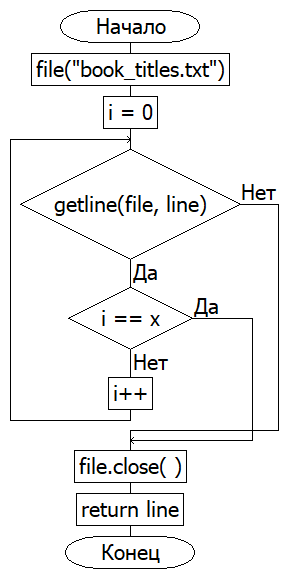 Начало
file("book_titles.txt")
i = 0
getline(file, line)
Нет
Да
i == x
Да
Нет
i++
file.close( )
return line
Конец